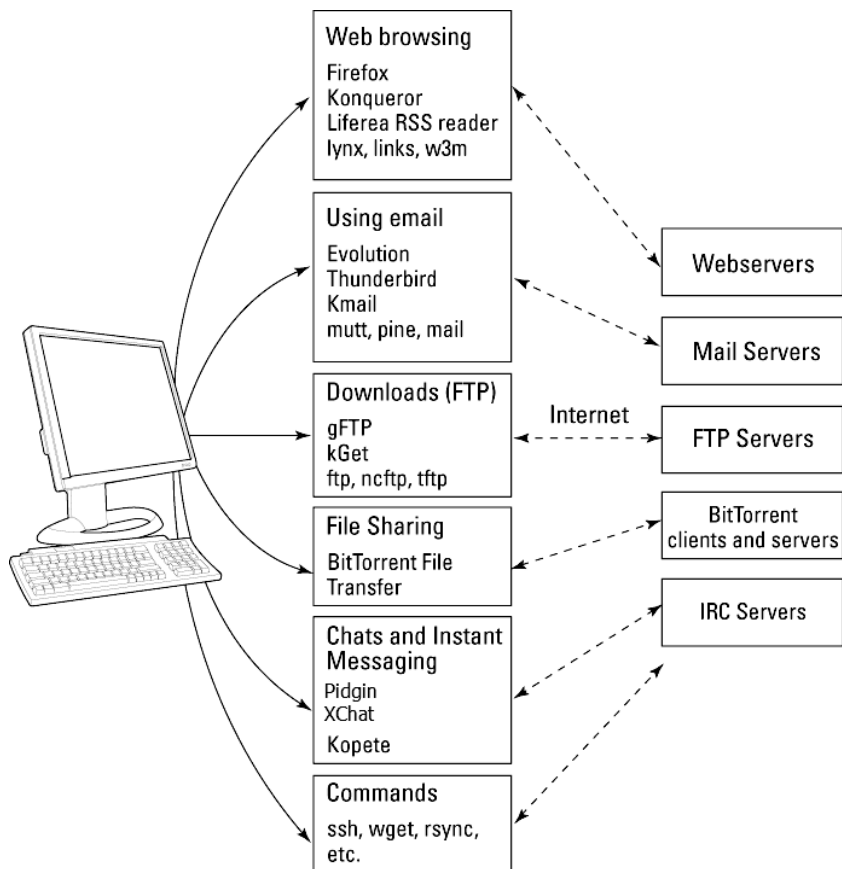 Web browsing
Firefox
Konqueror
Liferea RSS reader
lynx, links, w3m
Using email
Evolution
Thunderbird
Kmail
mutt, pine, mail
Downloads (FTP)
gFTP
kGet
ftp, ncftp, tftp
File Sharing
BitTorrent File
Transfer
Chats and Instant
Messaging
Pidgin
XChat
Kopete
Commands
ssh, wget, rsync,
etc.
Internet
Webservers
Mail Servers
FTP Servers
BitTorrent
clients and servers
IRC Servers